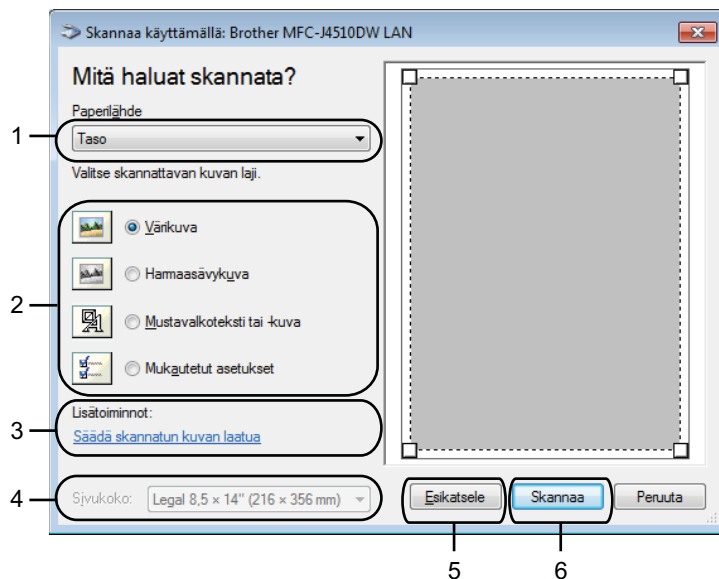 Skannaa käyttämällä: Brother MFC-J4510DW LAN
Mitä haluat skannata?
Paperilähde
1
Taso
Valitse skannattavan kuvan laji.
2
Värikuva
Harmaasävykuva
Mustavalkoteksti tai -kuva
Mukautetut asetukset
3
Lisätoiminnot:
Säädä skannatun kuvan laatua
4
Sivukoko: Legal 8,5 × 14" (216 × 356 mm)
Esikatsele Skannaa Peruuta
5 6